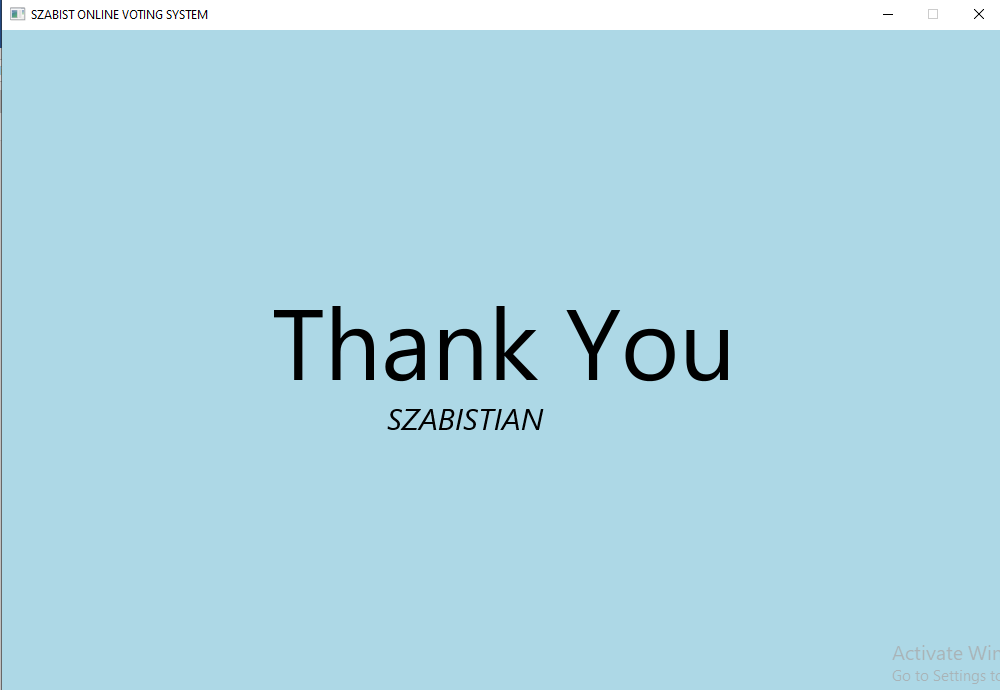 SZABIST ONLINE VOTING SYSTEM
Thank You
SZABISTIAN
Activate Win
Go to Settings to